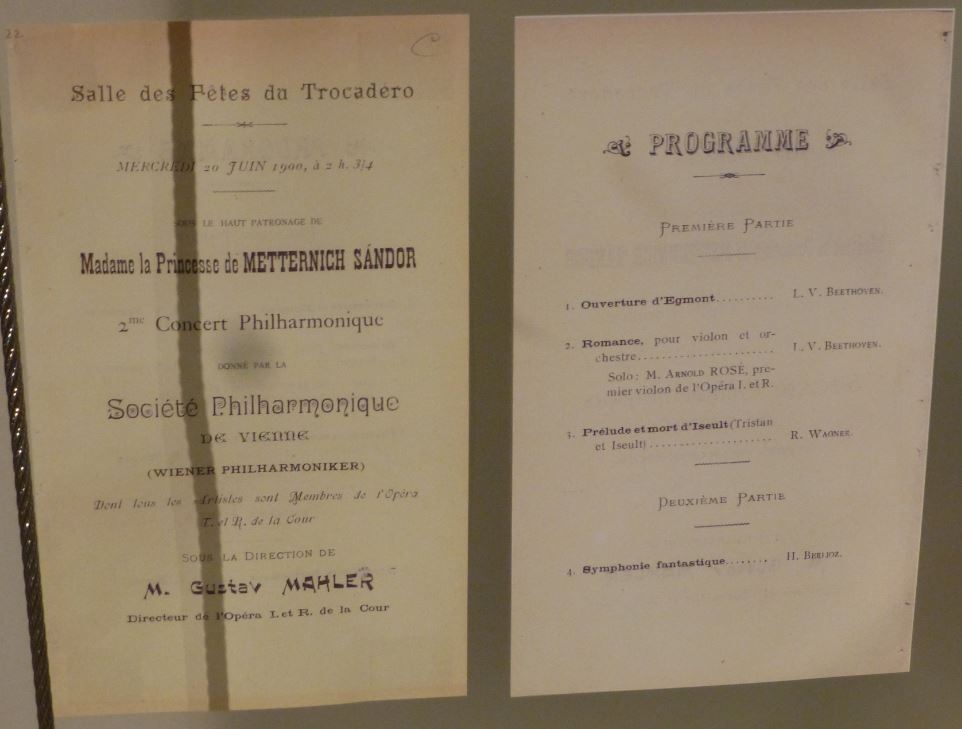 22
C
Salle des Fêtes du Trocadéro
MERCREDI 20 JUIN 1900, à 2 h. 3/4
SOUS LE HAUT PATRONAGE DE
Madame la Princesse de METTERNICH SÁNDOR
2me Concert Philharmonique
DONNÉ PAR LA
Société Philharmonique
DE VIENNE
(WIENER PHILHARMONIKER)
Dont tous les Artistes sont Membres de l'Opéra
I. et R. de la Cour
SOUS LA DIRECTION DE
M. Gustav MAHLER
Directeur de l'Opéra I. et R. de la Cour
PROGRAMME
PREMIÈRE PARTIE
1. Ouverture d'Egmont.......... L. V. BEETHOVEN.
2. Romance, pour violon et or-
chestre...................... L. V. BEETHOVEN.
Solo: M. ARNOLD ROSÉ, pre-
mier violon de l'Opéra I. et R.
3. Prélude et mort d'Iseult (Tristan
et Iseult).................... R. WAGNER.
DEUXIÈME PARTIE
4. Symphonie fantastique........ H. BERLIOZ.